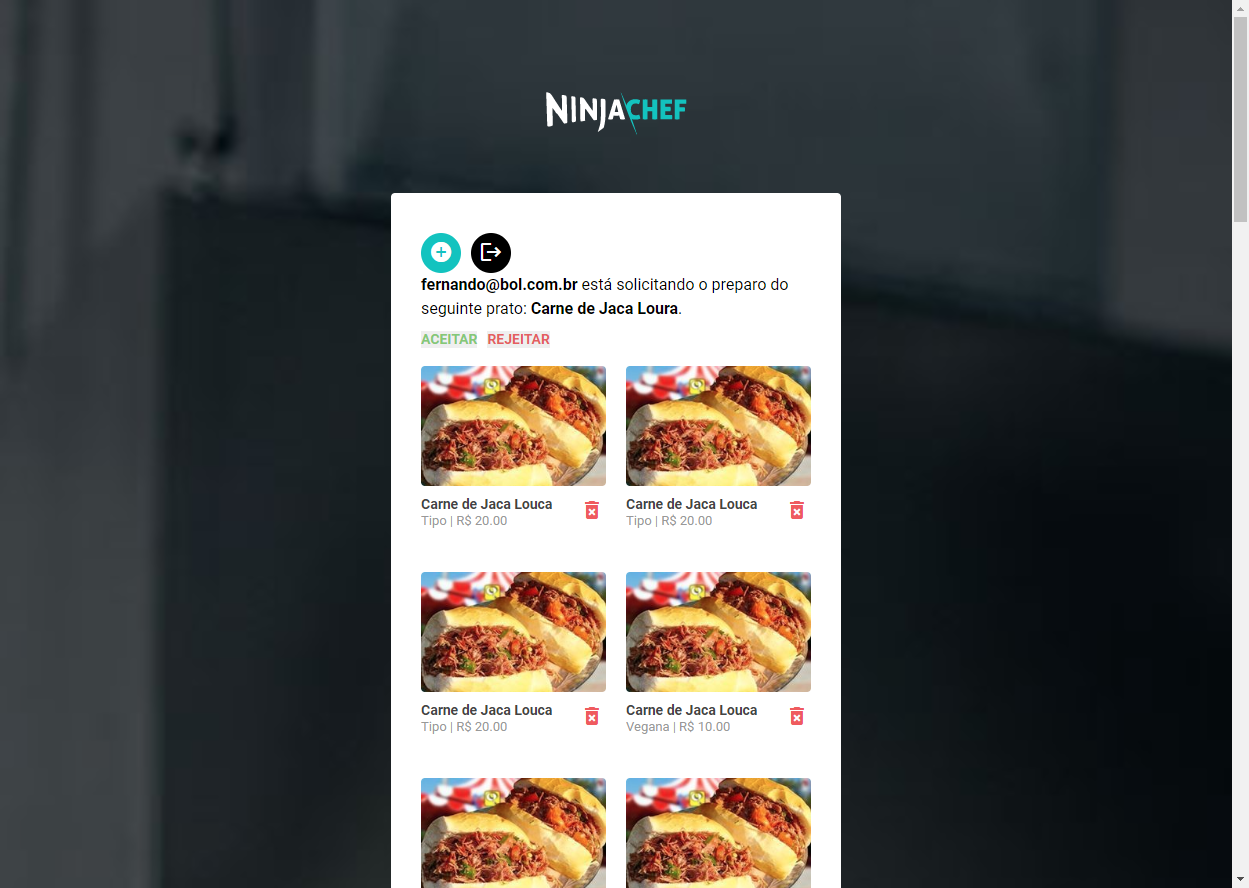 NINJACHEF
fernando@bol.com.br está solicitando o preparo do
seguinte prato: Carne de Jaca Loura.
ACEITAR REJEITAR
Carne de Jaca Louca
Tipo | R$ 20.00
Carne de Jaca Louca
Tipo | R$ 20.00
Carne de Jaca Louca
Tipo | R$ 20.00
Carne de Jaca Louca
Vegana | R$ 10.00